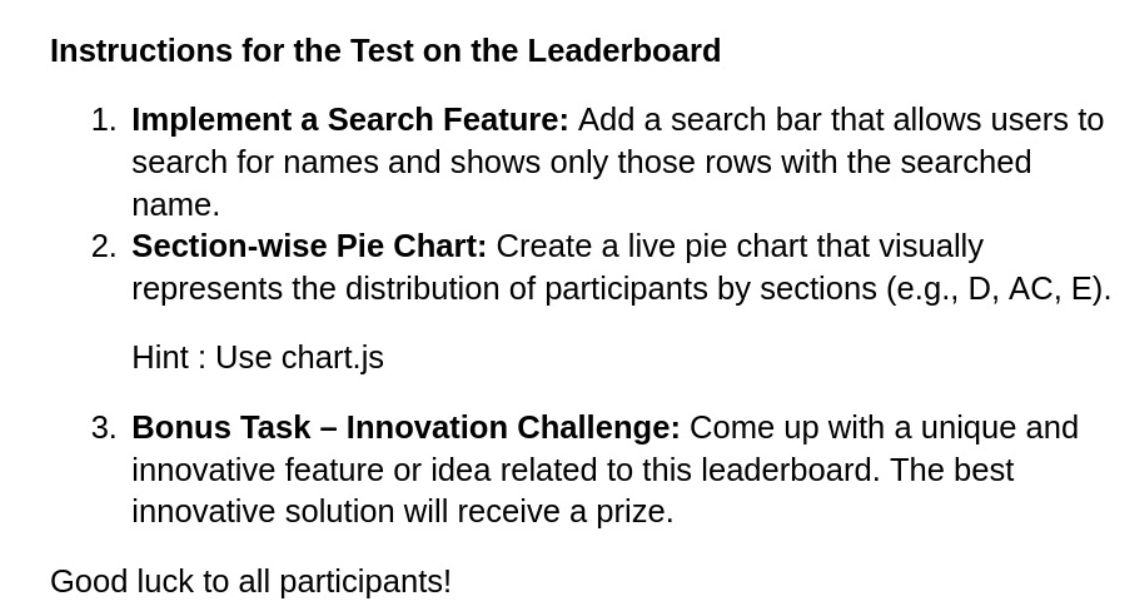 Instructions for the Test on the Leaderboard
1. Implement a Search Feature: Add a search bar that allows users to
search for names and shows only those rows with the searched
name.
2. Section-wise Pie Chart: Create a live pie chart that visually
represents the distribution of participants by sections (e.g., D, AC, E).
Hint : Use chart.js
3. Bonus Task – Innovation Challenge: Come up with a unique and
innovative feature or idea related to this leaderboard. The best
innovative solution will receive a prize.
Good luck to all participants!